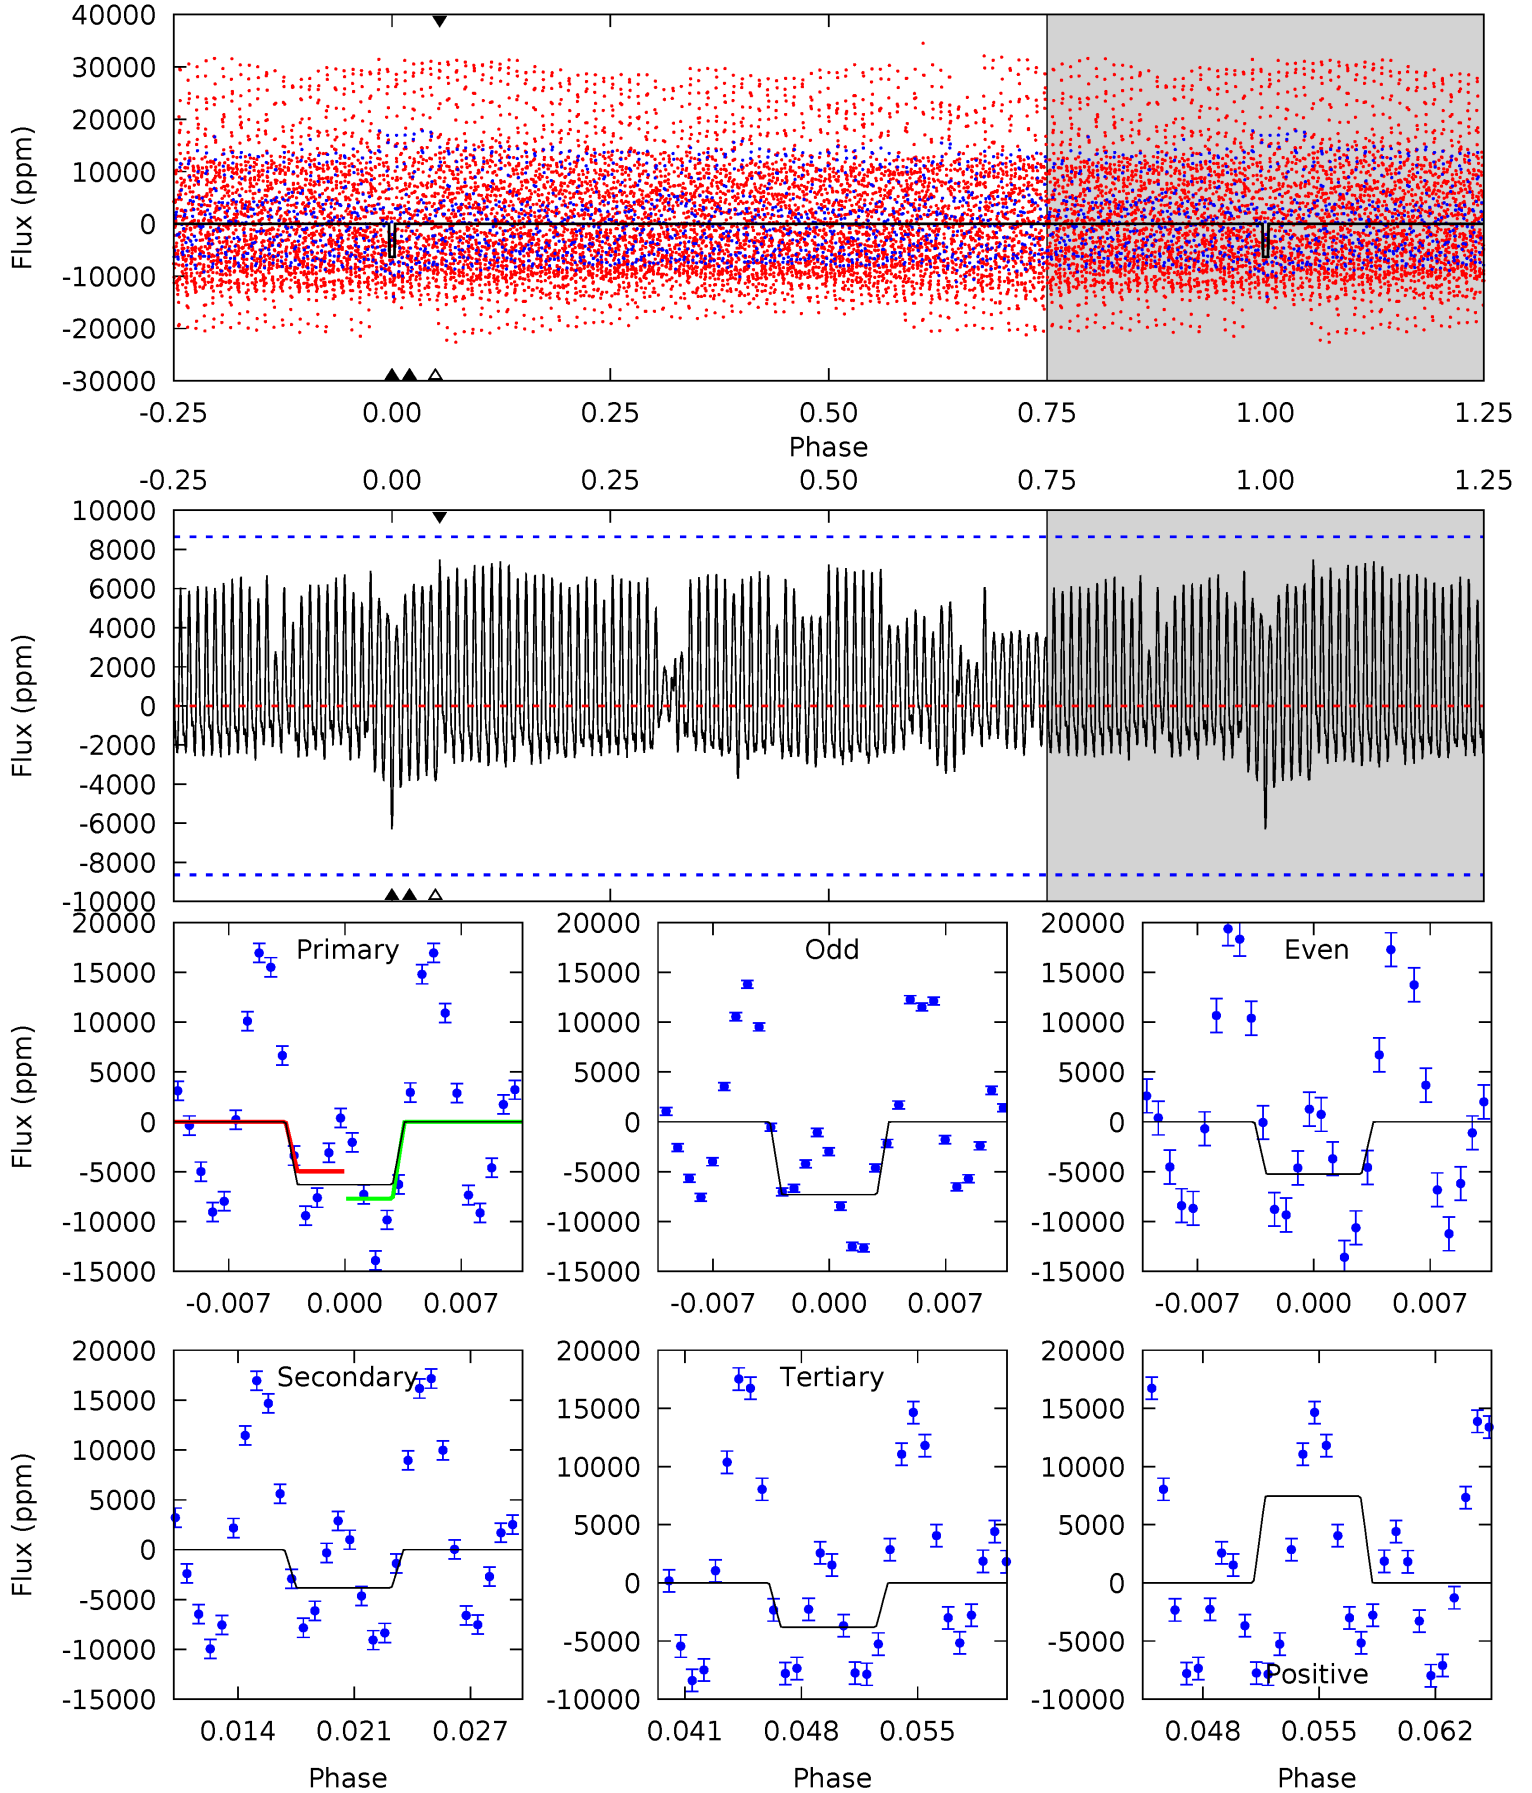 40000
30000
20000
10000
0
-10000
-20000
-30000
Flux (ppm)
-0.25 0.00 0.25 0.50 0.75 1.00 1.25
Phase
-0.25 0.00 0.25 0.50 0.75 1.00 1.25
10000
8000
6000
4000
2000
0
-2000
-4000
-6000
-8000
-10000
Flux (ppm)
Primary Odd Even
20000 20000 20000
15000 15000 15000
10000 10000 10000
5000 5000 5000
0 0 0
-5000 -5000 -5000
-10000 -10000 -10000
-15000 -15000 -15000
Flux (ppm)
-0.007 0.000 0.007 -0.007 0.000 0.007 -0.007 0.000 0.007
Secondary Tertiary Positive
20000 20000 20000
15000 15000 15000
10000 10000 10000
5000 5000 5000
0 0 0
-5000 -5000 -5000
-10000 -10000 -10000
-15000
Flux (ppm)
0.014 0.021 0.027 0.041 0.048 0.055 0.048 0.055 0.062
Phase Phase Phase